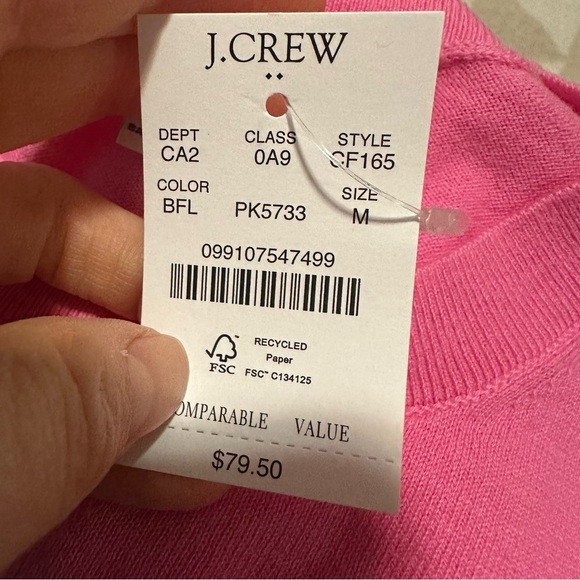 J.CREW
DEPT CLASS STYLE
CA2 0A9 CF165
COLOR SIZE
BFL PK5733 M
099107547499
RECYCLED
Paper
FSC FSC™ C134125
COMPARABLE VALUE
$79.50